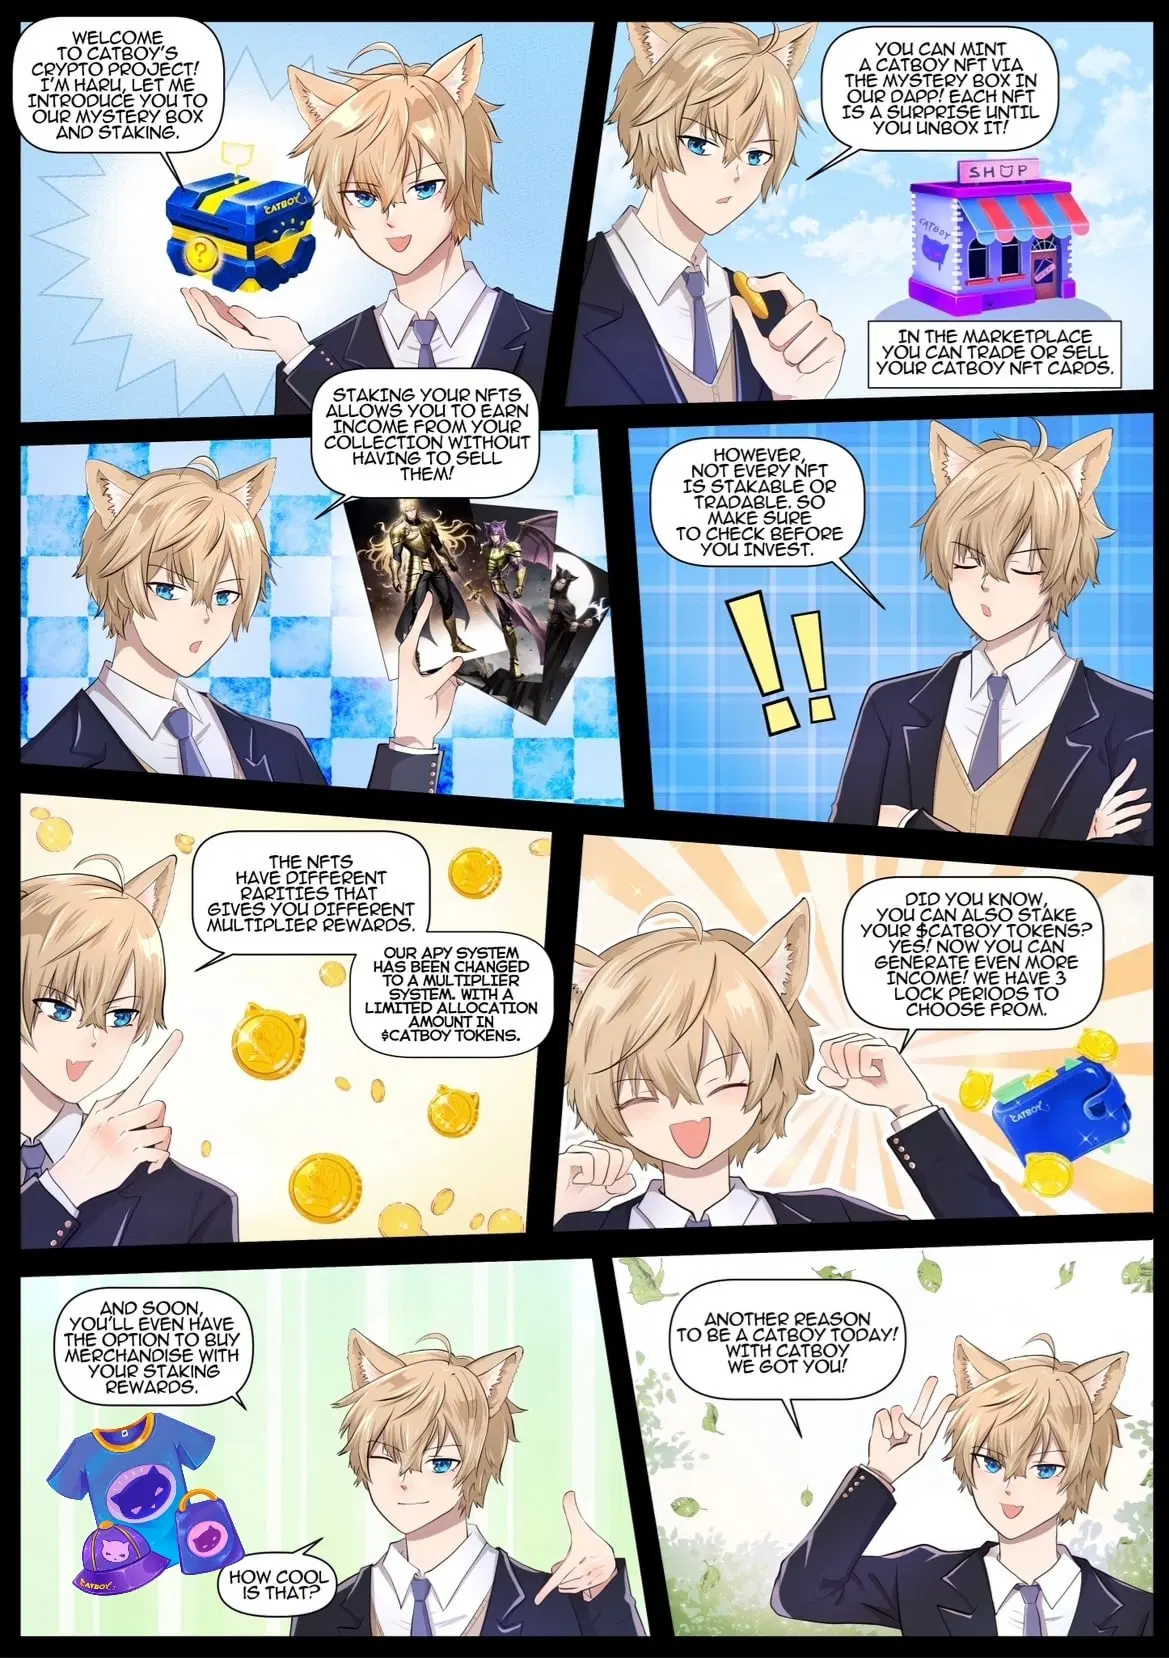 WELCOME
TO CATBOY'S
CRYPTO PROJECT!
I'M HARU, LET ME
INTRODUCE YOU TO
OUR MYSTERY BOX
AND STAKING.
CATBOY
?
YOU CAN MINT
A CATBOY NFT VIA
THE MYSTERY BOX IN
OUR DAPP! EACH NFT
IS A SURPRISE UNTIL
YOU UNBOX IT!
SHOP
CATBOY
IN THE MARKETPLACE
YOU CAN TRADE OR SELL
YOUR CATBOY NFT CARDS.
STAKING YOUR NFTS
ALLOWS YOU TO EARN
INCOME FROM YOUR
COLLECTION WITHOUT
HAVING TO SELL
THEM!
HOWEVER,
NOT EVERY NFT
IS STAKABLE OR
TRADABLE. SO
MAKE SURE
TO CHECK BEFORE
YOU INVEST.
!!
THE NFTS
HAVE DIFFERENT
RARITIES THAT
GIVES YOU DIFFERENT
MULTIPLIER REWARDS.
OUR APY SYSTEM
HAS BEEN CHANGED
TO A MULTIPLIER
SYSTEM. WITH A
LIMITED ALLOCATION
AMOUNT IN
$CATBOY TOKENS.
DID YOU KNOW,
YOU CAN ALSO STAKE
YOUR $CATBOY TOKENS?
YES! NOW YOU CAN
GENERATE EVEN MORE
INCOME! WE HAVE 3
LOCK PERIODS TO
CHOOSE FROM.
CATBOY
AND SOON,
YOU'LL EVEN HAVE
THE OPTION TO BUY
MERCHANDISE WITH
YOUR STAKING
REWARDS.
CATBOY
HOW COOL
IS THAT?
ANOTHER REASON
TO BE A CATBOY TODAY!
WITH CATBOY
WE GOT YOU!